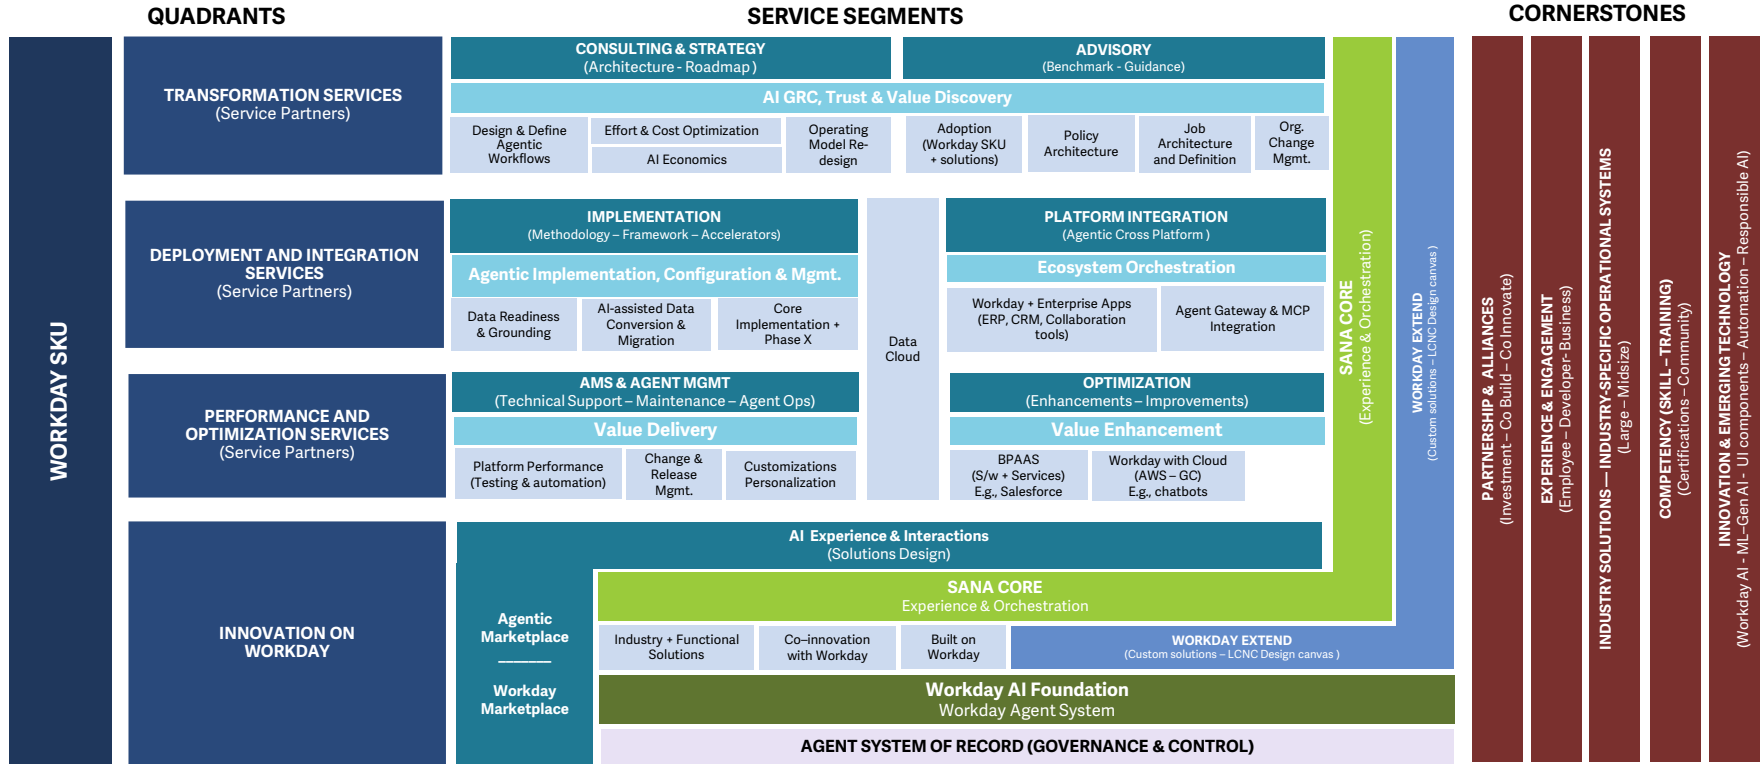 QUADRANTS
SERVICE SEGMENTS
CORNERSTONES
WORKDAY SKU
TRANSFORMATION SERVICES
(Service Partners)
CONSULTING & STRATEGY
(Architecture - Roadmap )
ADVISORY
(Benchmark - Guidance)
AI GRC, Trust & Value Discovery
Design & Define
Agentic
Workflows
Effort & Cost Optimization
AI Economics
Operating
Model Re-
design
Adoption
(Workday SKU
+ solutions)
Policy
Architecture
Job
Architecture
and Definition
Org.
Change
Mgmt.
DEPLOYMENT AND INTEGRATION
SERVICES
(Service Partners)
IMPLEMENTATION
(Methodology – Framework – Accelerators)
Agentic Implementation, Configuration & Mgmt.
Data Readiness
& Grounding
AI-assisted Data
Conversion &
Migration
Core
Implementation +
Phase X
Data
Cloud
PLATFORM INTEGRATION
(Agentic Cross Platform )
Ecosystem Orchestration
Workday + Enterprise Apps
(ERP, CRM, Collaboration
tools)
Agent Gateway & MCP
Integration
PERFORMANCE AND
OPTIMIZATION SERVICES
(Service Partners)
AMS & AGENT MGMT
(Technical Support – Maintenance – Agent Ops)
Value Delivery
Platform Performance
(Testing & automation)
Change &
Release
Mgmt.
Customizations
Personalization
OPTIMIZATION
(Enhancements – Improvements)
Value Enhancement
BPAAS
(S/w + Services)
E.g., Salesforce
Workday with Cloud
(AWS – GC)
E.g., chatbots
INNOVATION ON
WORKDAY
AI Experience & Interactions
(Solutions Design)
Agentic
Marketplace
Workday
Marketplace
SANA CORE
Experience & Orchestration
Industry + Functional
Solutions
Co–innovation
with Workday
Built on
Workday
WORKDAY EXTEND
(Custom solutions – LCNC Design canvas )
Workday AI Foundation
Workday Agent System
AGENT SYSTEM OF RECORD (GOVERNANCE & CONTROL)
SANA CORE
(Experience & Orchestration)
WORKDAY EXTEND
(Custom solutions – LCNC Design canvas )
PARTNERSHIP & ALLIANCES
(Investment – Co Build – Co Innovate)
EXPERIENCE & ENGAGEMENT
(Employee – Developer- Business)
INDUSTRY SOLUTIONS — INDUSTRY-SPECIFIC OPERATIONAL SYSTEMS
(Large – Midsize)
COMPETENCY (SKILL – TRAINING)
(Certifications – Community)
INNOVATION & EMERGING TECHNOLOGY
(Workday AI - ML–Gen AI - UI components – Automation – Responsible AI)